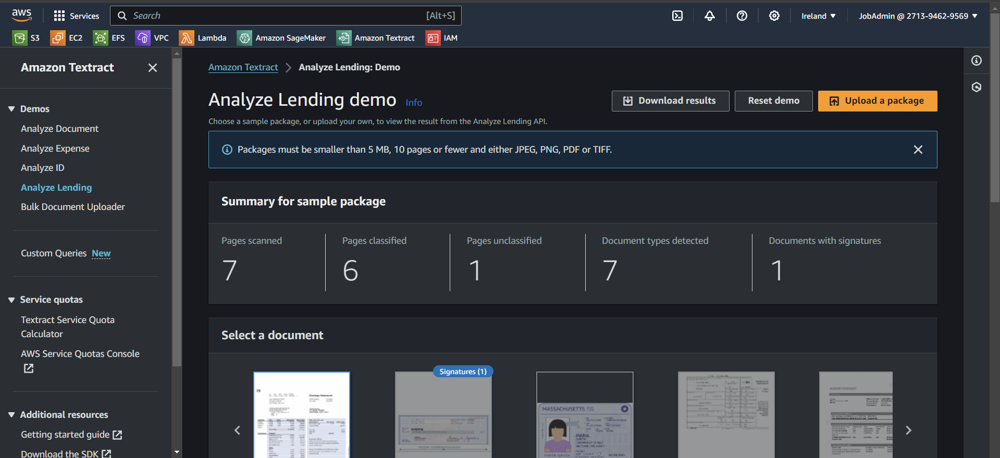 aws Services Search [Alt+S] Ireland JobAdmin @ 2713-9462-9569
S3 EC2 EFS VPC Lambda Amazon SageMaker Amazon Textract IAM
Amazon Textract
Demos
Analyze Document
Analyze Expense
Analyze ID
Analyze Lending
Bulk Document Uploader
Custom Queries New
Service quotas
Textract Service Quota
Calculator
AWS Service Quotas Console
Additional resources
Getting started guide
Download the SDK
Amazon Textract > Analyze Lending: Demo
Analyze Lending demo Info
Download results Reset demo Upload a package
Choose a sample package, or upload your own, to view the result from the Analyze Lending API.
Packages must be smaller than 5 MB, 10 pages or fewer and either JPEG, PNG, PDF or TIFF.
Summary for sample package
Pages scanned
7
Pages classified
6
Pages unclassified
1
Document types detected
7
Documents with signatures
1
Select a document
Earnings Statement
Signatures (1)
MASSACHUSETTS
MARIA
GARCIA
ACCOUNT STATEMENT